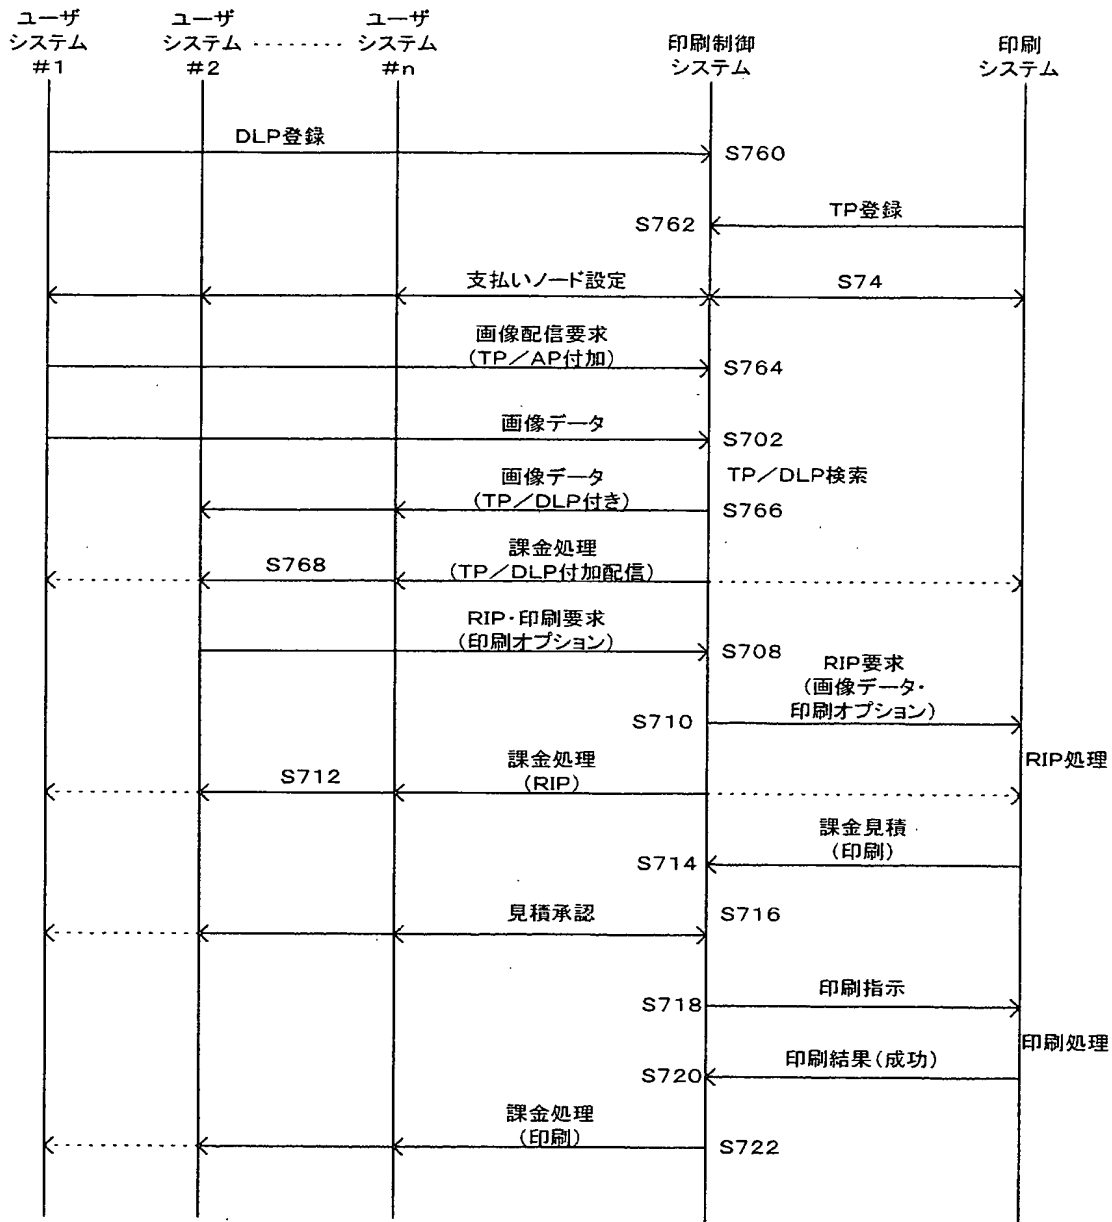 ユーザ
システム
#1
ユーザ
システム
#2
ユーザ
システム
#n
印刷制御
システム
印刷
システム
DLP登録
S760
TP登録
S762
支払いノード設定
S74
画像配信要求
(TP/AP付加)
S764
画像データ
S702
TP/DLP検索
画像データ
(TP/DLP付き)
S766
課金処理
(TP/DLP付加配信)
S768
RIP・印刷要求
(印刷オプション)
S708
RIP要求
(画像データ・
印刷オプション)
S710
RIP処理
課金処理
(RIP)
S712
課金見積
(印刷)
S714
見積承認
S716
印刷指示
S718
印刷処理
印刷結果(成功)
S720
課金処理
(印刷)
S722